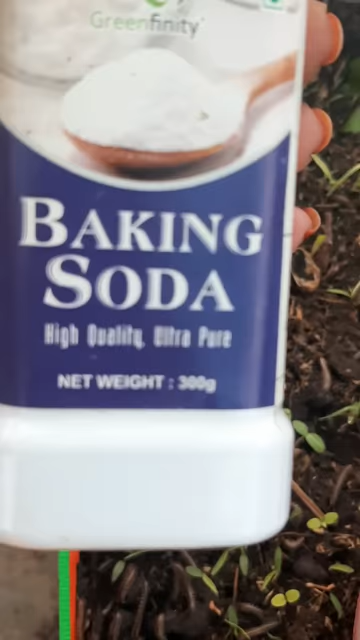 Greenfinity
BAKING
SODA
High Quality, Ultra Pure
NET WEIGHT : 300g